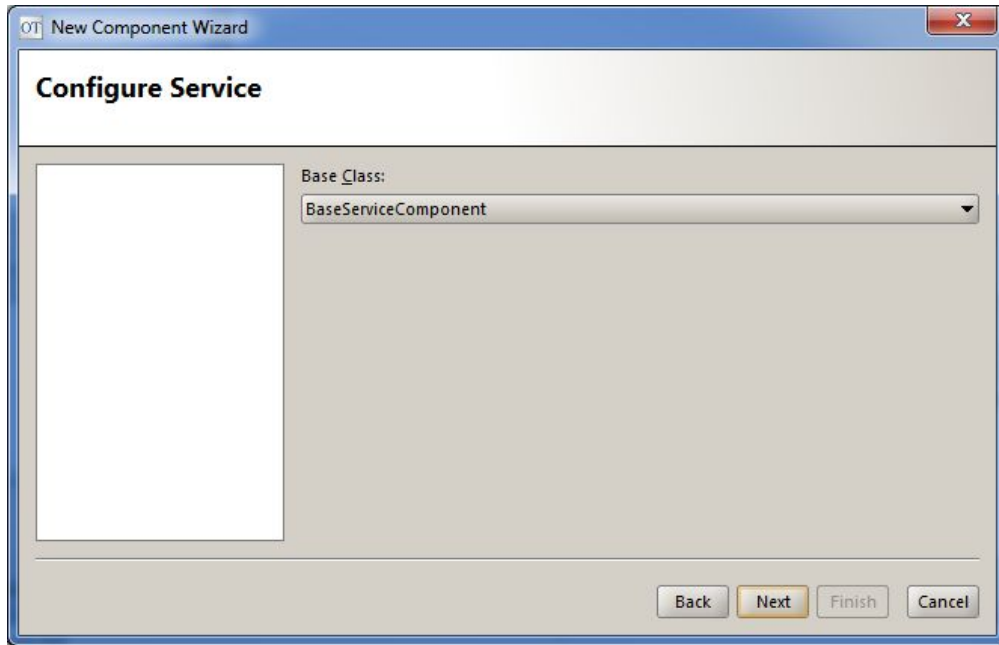 OT New Component Wizard
Configure Service
Base Class:
BaseServiceComponent
Back Next Finish Cancel